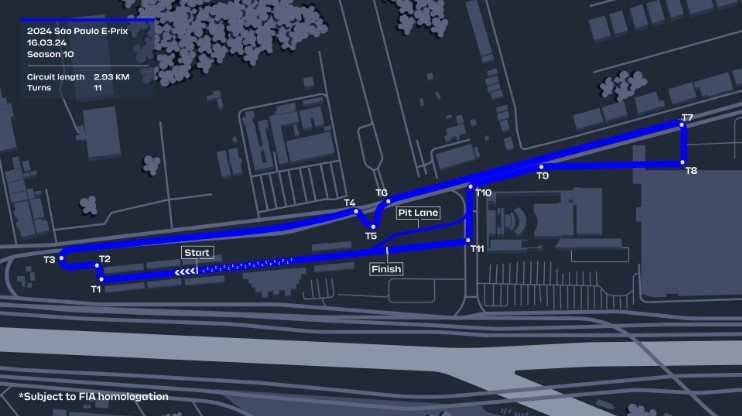 2024 São Paulo E-Prix
16.03.24
Season 10
Circuit length 2.93 KM
Turns 11
T7
T8
T9
T6
T10
T4
Pit Lane
T5
T11
Start
T2
T3
Finish
T1
*Subject to FIA homologation